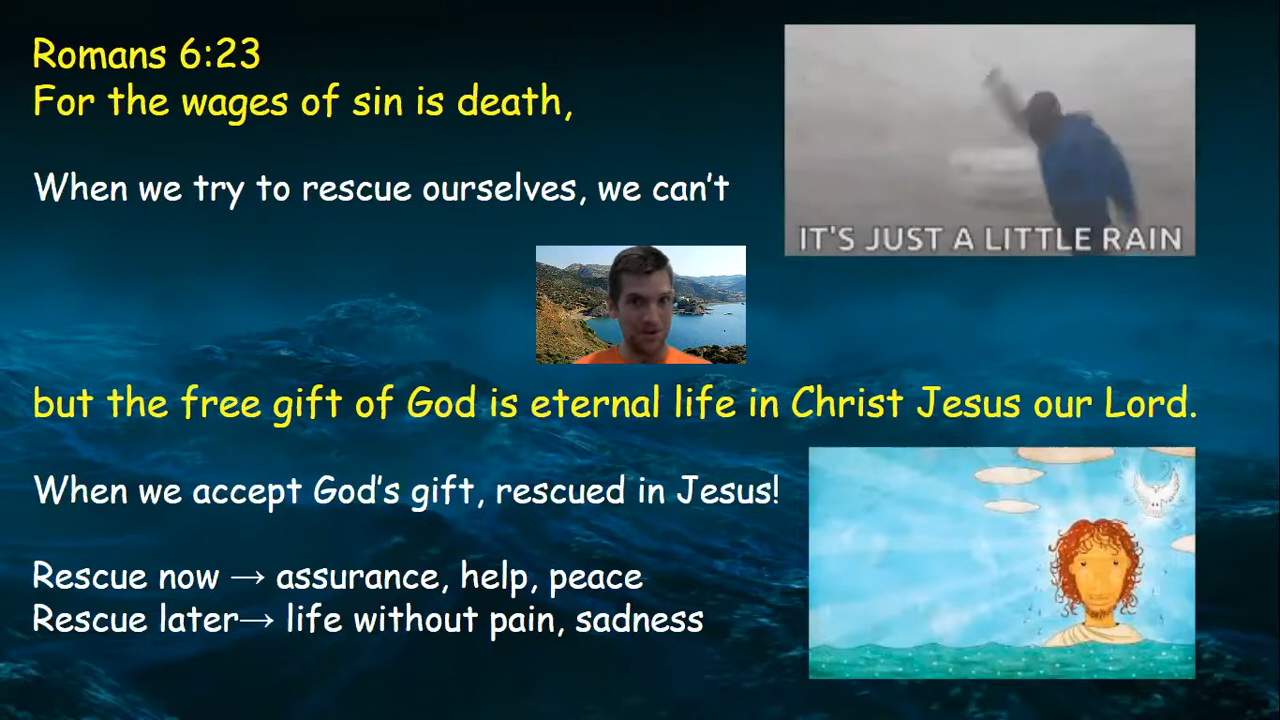 Romans 6:23
For the wages of sin is death,
When we try to rescue ourselves, we can't
IT'S JUST A LITTLE RAIN
but the free gift of God is eternal life in Christ Jesus our Lord.
When we accept God's gift, rescued in Jesus!
Rescue now → assurance, help, peace
Rescue later→ life without pain, sadness